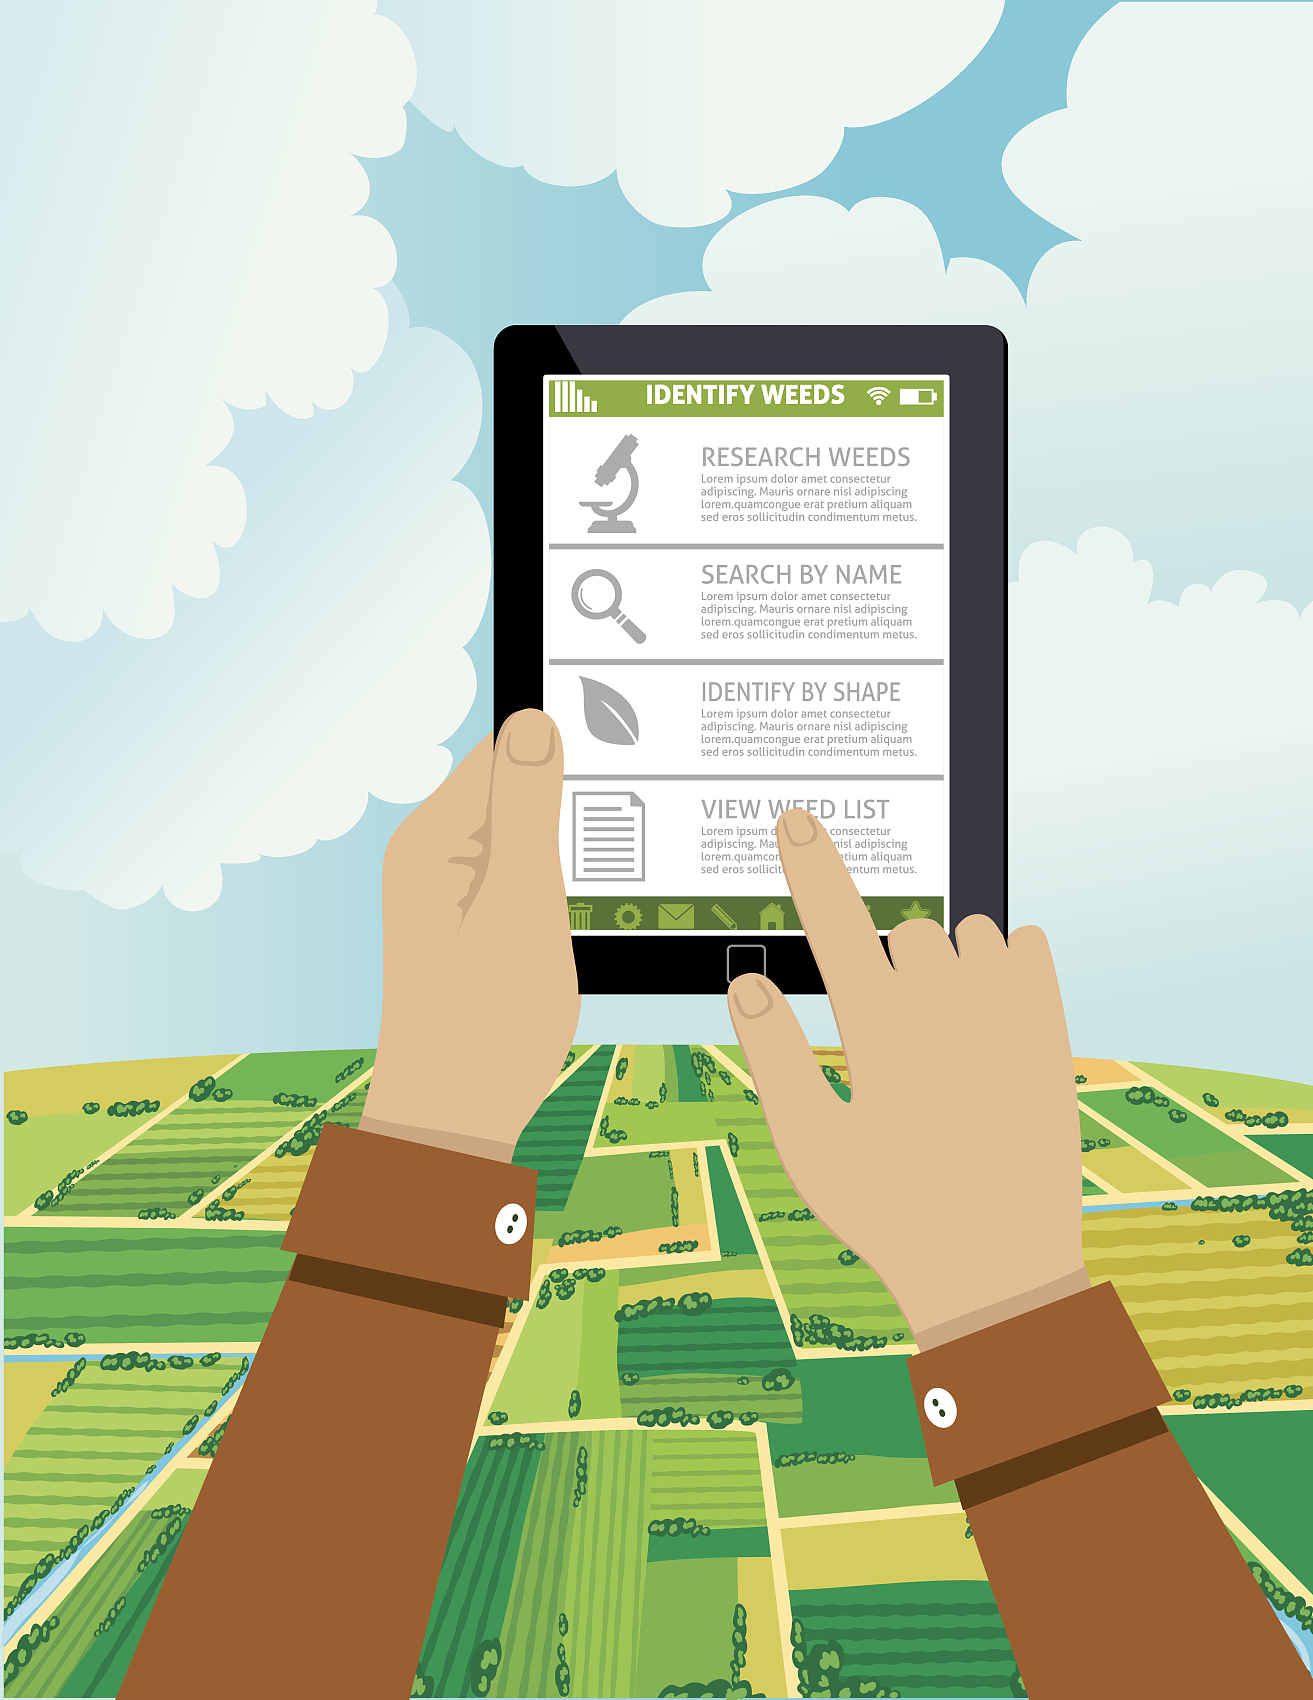 IDENTIFY WEEDS
RESEARCH WEEDS
Lorem ipsum dolor amet consectetur
adipiscing. Mauris ornare nisl adipiscing
lorem.quamcongue erat pretium aliquam
sed eros sollicitudin condimentum metus.
SEARCH BY NAME
Lorem ipsum dolor amet consectetur
adipiscing. Mauris ornare nisl adipiscing
lorem.quamcongue erat pretium aliquam
sed eros sollicitudin condimentum metus.
IDENTIFY BY SHAPE
Lorem ipsum dolor amet consectetur
adipiscing. Mauris ornare nisl adipiscing
lorem.quamcongue erat pretium aliquam
sed eros sollicitudin condimentum metus.
VIEW WEED LIST
Lorem ipsum consectetur
adipiscing. nisl adipiscing
aliquam
sed eros metus.